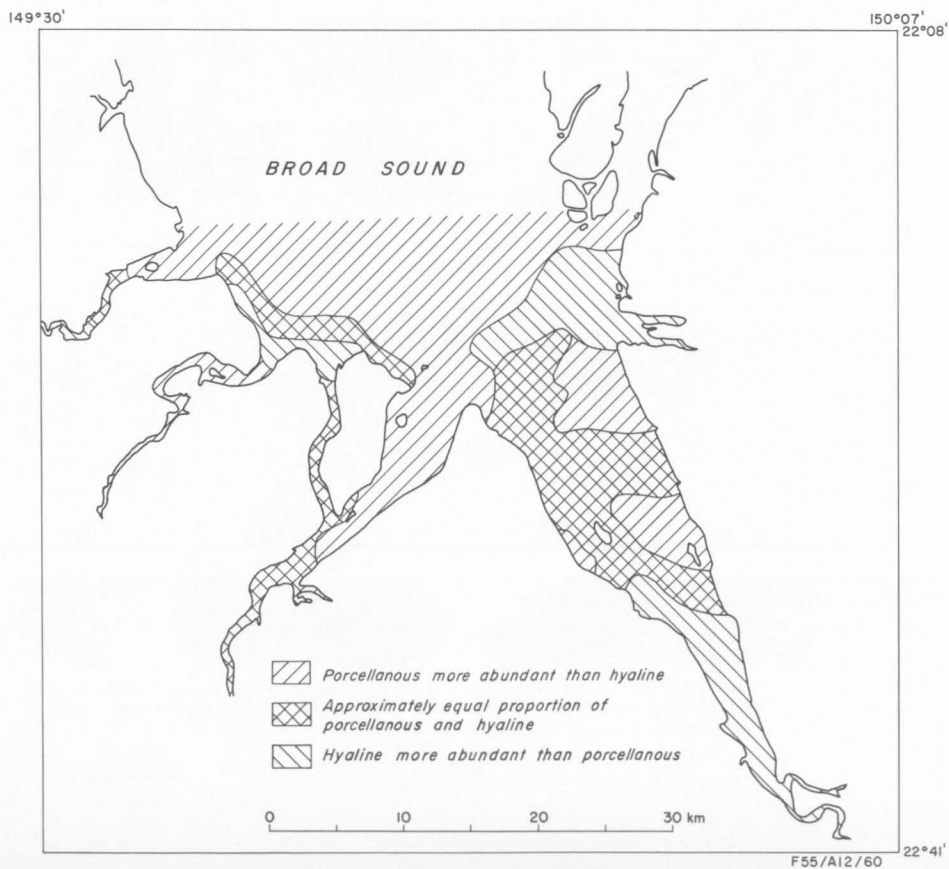 149°30'
150°07'
22°08'
BROAD SOUND
Porcellanous more abundant than hyaline
Approximately equal proportion of
porcellanous and hyaline
Hyaline more abundant than porcellanous
0 10 20 30 km
22°41'
F55/A12/60